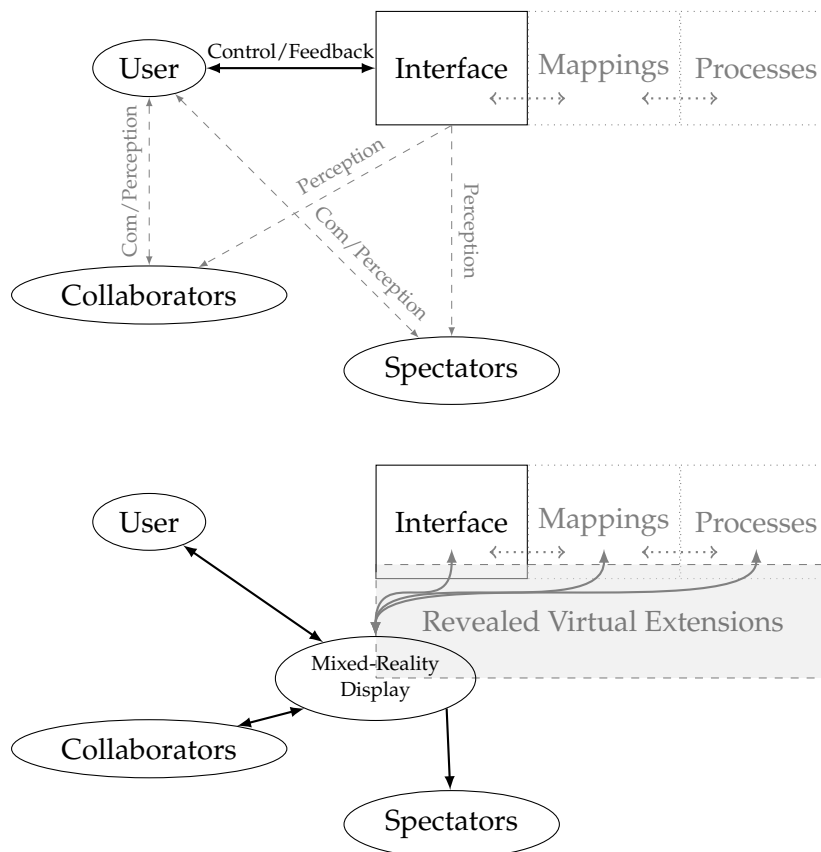 Control/Feedback
User
Interface
Mappings
Processes
Com/Perception
Perception
Com/Perception
Perception
Collaborators
Spectators
User
Interface
Mappings
Processes
Revealed Virtual Extensions
Mixed-Reality
Display
Collaborators
Spectators